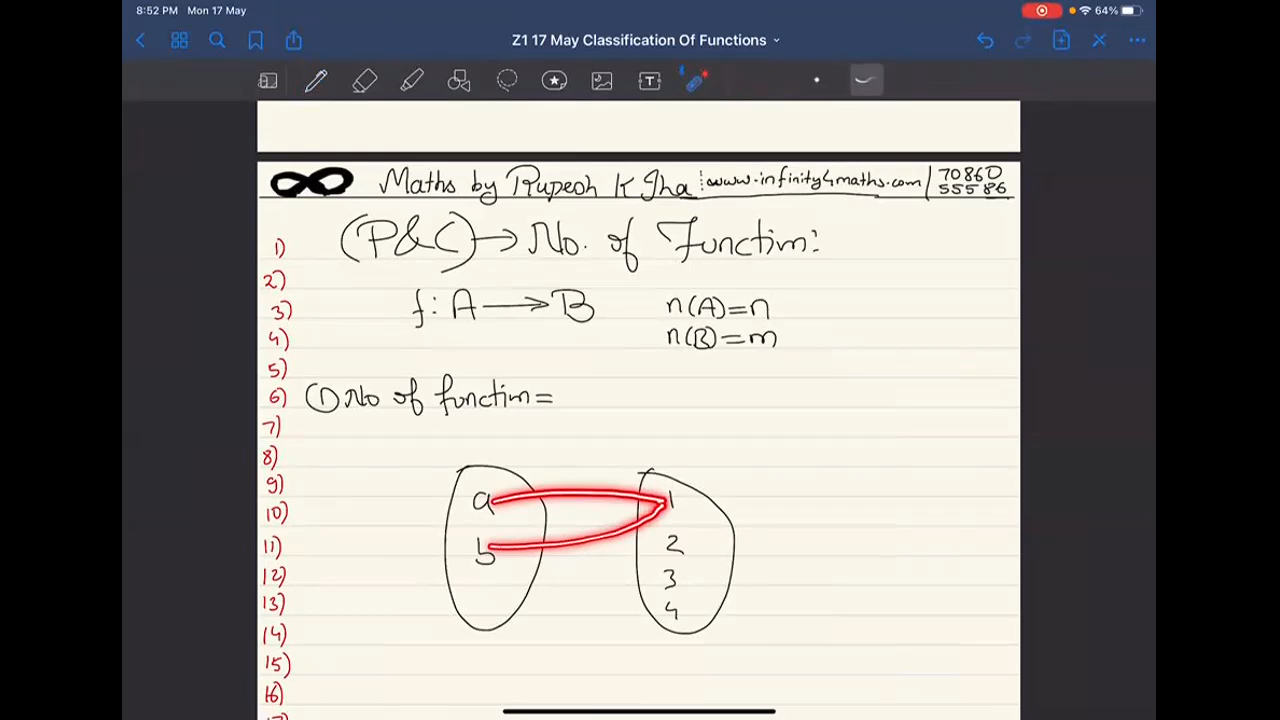 8:52 PM Mon 17 May
64%
Z1 17 May Classification Of Functions
Maths by Rupesh K Jha www.infinity4maths.com / 70860 55586
1) (P&C) → No. of Function:
2)
3) f: A → B n(A)=n
4) n(B)=m
5)
6) ① No of function =
7)
8)
9)
10) a 1
11) b 2
12) 3
13) 4
14)
15)
16)